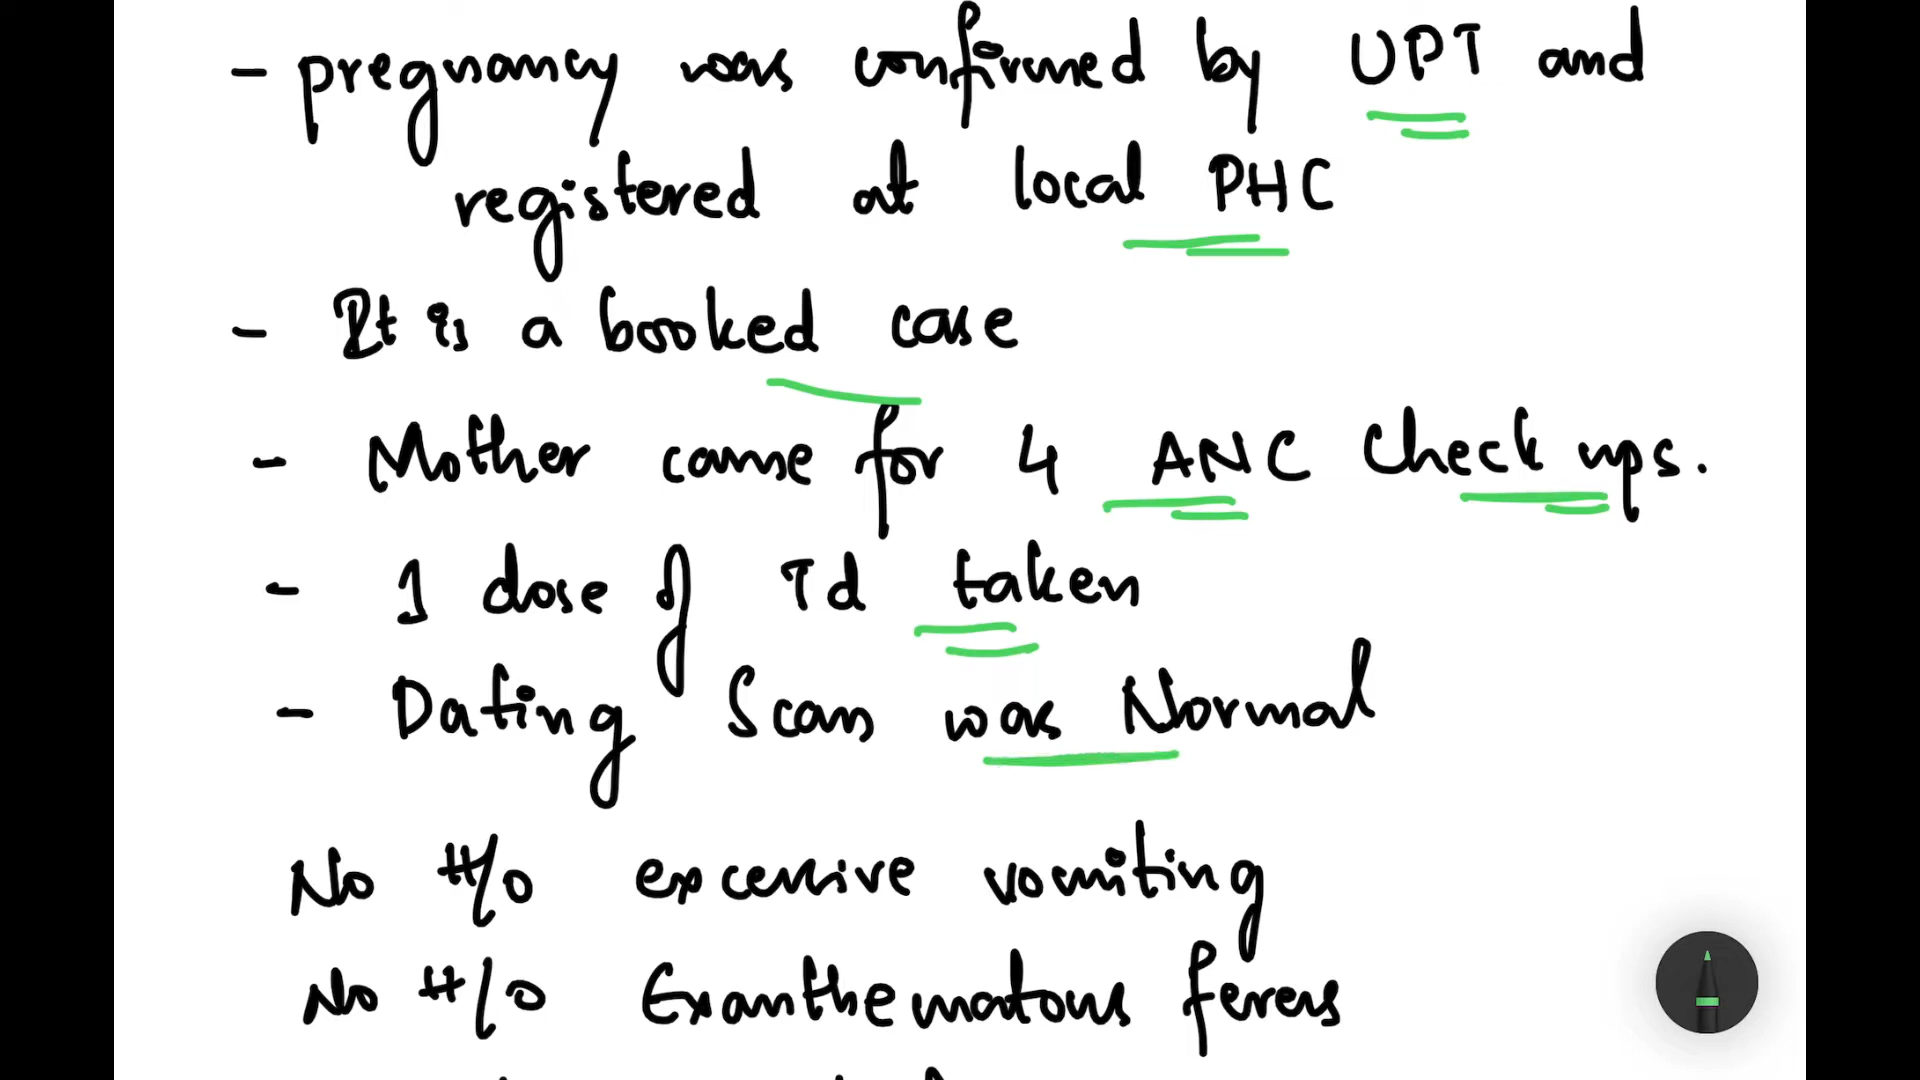 - pregnancy was confirmed by UPT and
registered at local PHC
- It is a booked case
- Mother came for 4 ANC check ups.
- 1 dose of Td taken
- Dating Scan was Normal
No H/o excessive vomiting
No H/o Exanthematous fevers